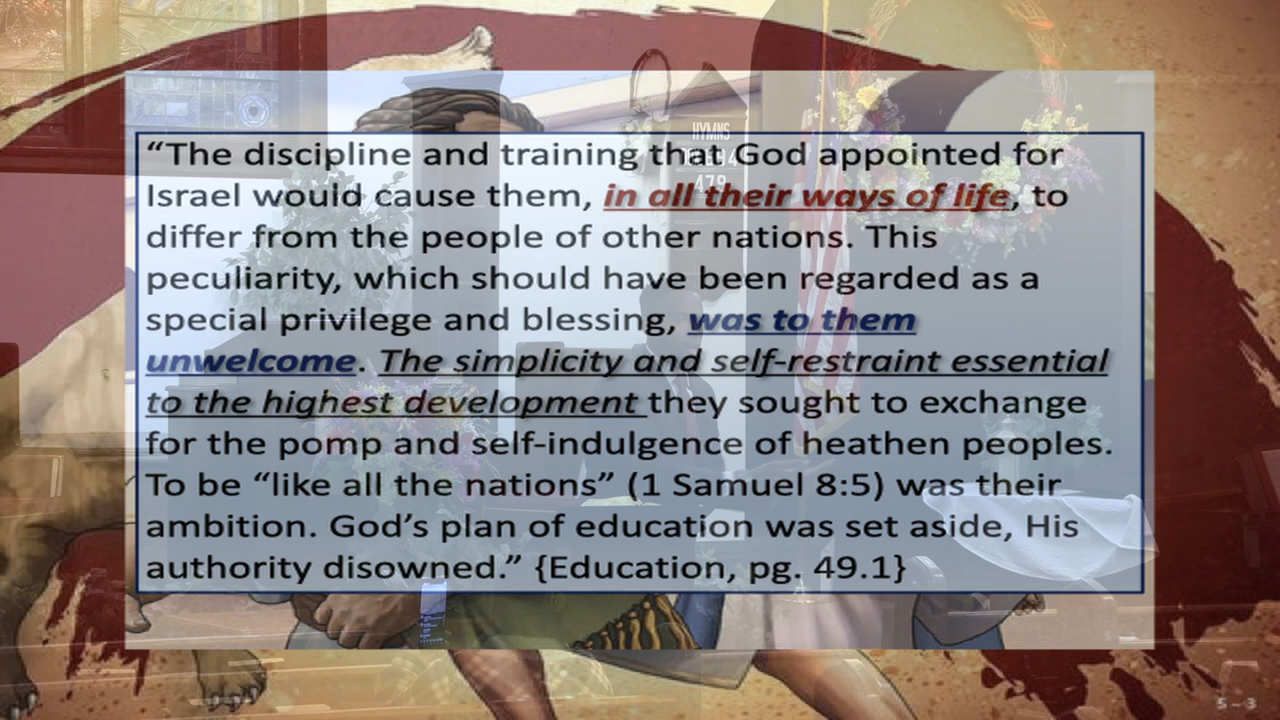 HYMNS
478
“The discipline and training that God appointed for
Israel would cause them, in all their ways of life, to
differ from the people of other nations. This
peculiarity, which should have been regarded as a
special privilege and blessing, was to them
unwelcome. The simplicity and self-restraint essential
to the highest development they sought to exchange
for the pomp and self-indulgence of heathen peoples.
To be “like all the nations” (1 Samuel 8:5) was their
ambition. God’s plan of education was set aside, His
authority disowned.” {Education, pg. 49.1}
5 - 3